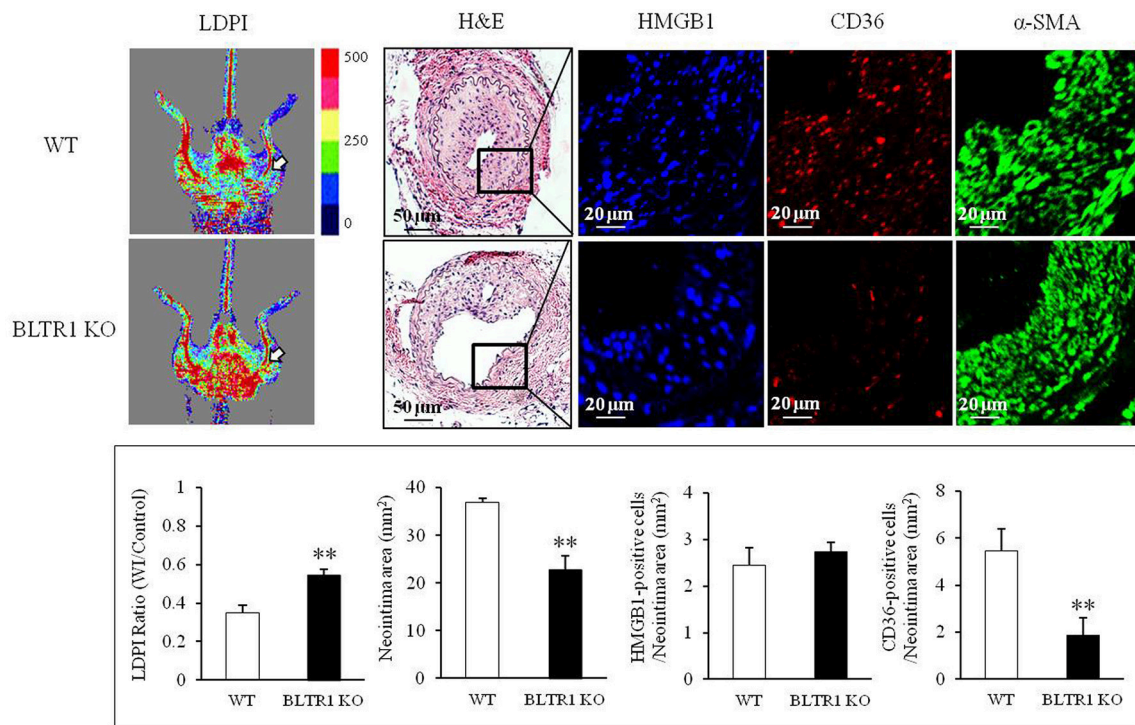 LDPI
H&E
HMGB1
CD36
α-SMA
WT
500
250
0
50 μm
20 μm
20 μm
20 μm
BLTR1 KO
50 μm
20 μm
20 μm
20 μm
LDPI Ratio (WI/Control)
1
0.8
0.6
0.4
0.2
0
**
WT
BLTR1 KO
Neointima area (mm²)
40
30
20
10
0
**
WT
BLTR1 KO
HMGB1-positive cells
/Neointima area (mm²)
4
3
2
1
0
WT
BLTR1 KO
CD36-positive cells
/Neointima area (mm²)
8
6
4
2
0
**
WT
BLTR1 KO